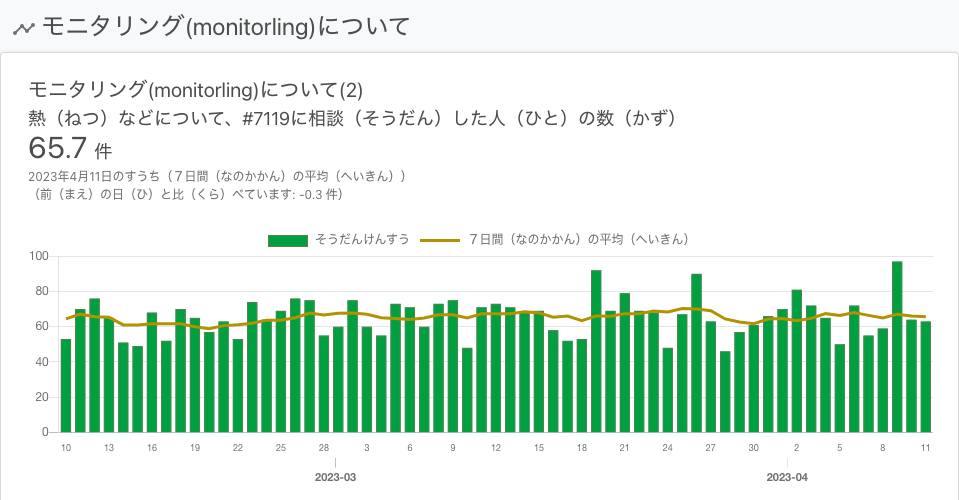 モニタリング(monitorling)について
モニタリング(monitorling)について(2)
熱（ねつ）などについて、#7119に相談（そうだん）した人（ひと）の数（かず）
65.7 件
2023年4月11日のすうち（７日間（なのかかん）の平均（へいきん））
（前（まえ）の日（ひ）と比（くら）べています: -0.3 件）
そうだんけんすう ７日間（なのかかん）の平均（へいきん）
100
80
60
40
20
0
10 13 16 19 22 25 28 3 6 9 12 15 18 21 24 27 30 2 5 8 11
2023-03 2023-04